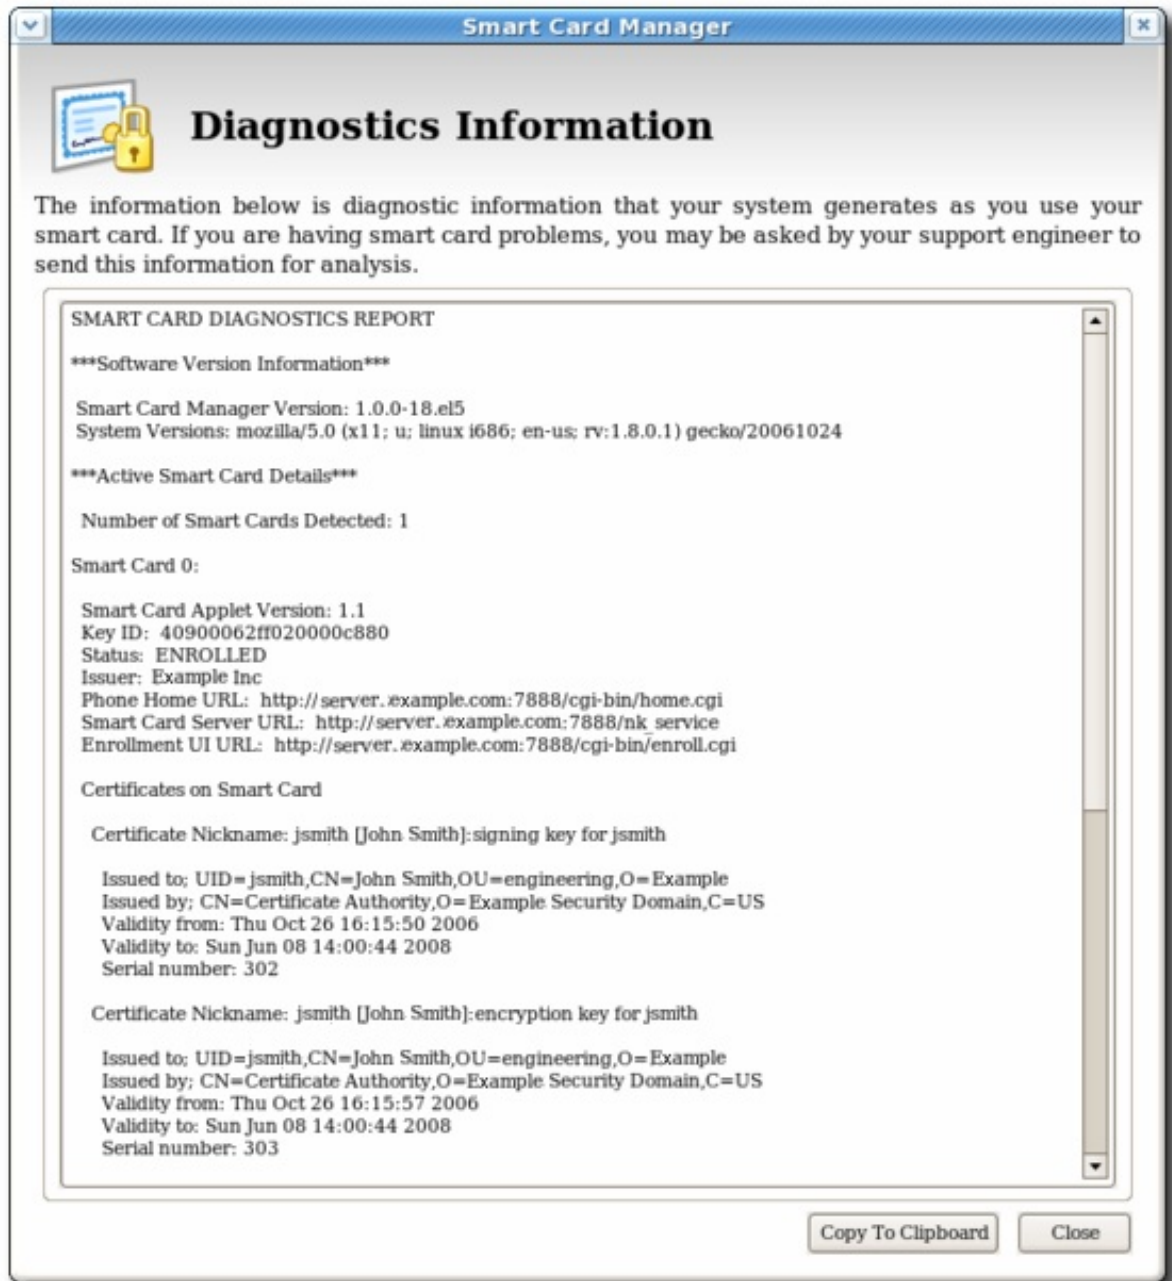 Smart Card Manager
Diagnostics Information
The information below is diagnostic information that your system generates as you use your
smart card. If you are having smart card problems, you may be asked by your support engineer to
send this information for analysis.
SMART CARD DIAGNOSTICS REPORT
***Software Version Information***
Smart Card Manager Version: 1.0.0-18.el5
System Versions: mozilla/5.0 (x11; u; linux i686; en-us; rv:1.8.0.1) gecko/20061024
***Active Smart Card Details***
Number of Smart Cards Detected: 1
Smart Card 0:
Smart Card Applet Version: 1.1
Key ID: 40900062ff020000c880
Status: ENROLLED
Issuer: Example Inc
Phone Home URL: http://server.example.com:7888/cgi-bin/home.cgi
Smart Card Server URL: http://server.example.com:7888/nk_service
Enrollment UI URL: http://server.example.com:7888/cgi-bin/enroll.cgi
Certificates on Smart Card
Certificate Nickname: jsmith [John Smith]:signing key for jsmith
Issued to; UID=jsmith,CN=John Smith,OU=engineering,O=Example
Issued by; CN=Certificate Authority,O=Example Security Domain,C=US
Validity from: Thu Oct 26 16:15:50 2006
Validity to: Sun Jun 08 14:00:44 2008
Serial number: 302
Certificate Nickname: jsmith [John Smith]:encryption key for jsmith
Issued to; UID=jsmith,CN=John Smith,OU=engineering,O=Example
Issued by; CN=Certificate Authority,O=Example Security Domain,C=US
Validity from: Thu Oct 26 16:15:57 2006
Validity to: Sun Jun 08 14:00:44 2008
Serial number: 303
Copy To Clipboard
Close